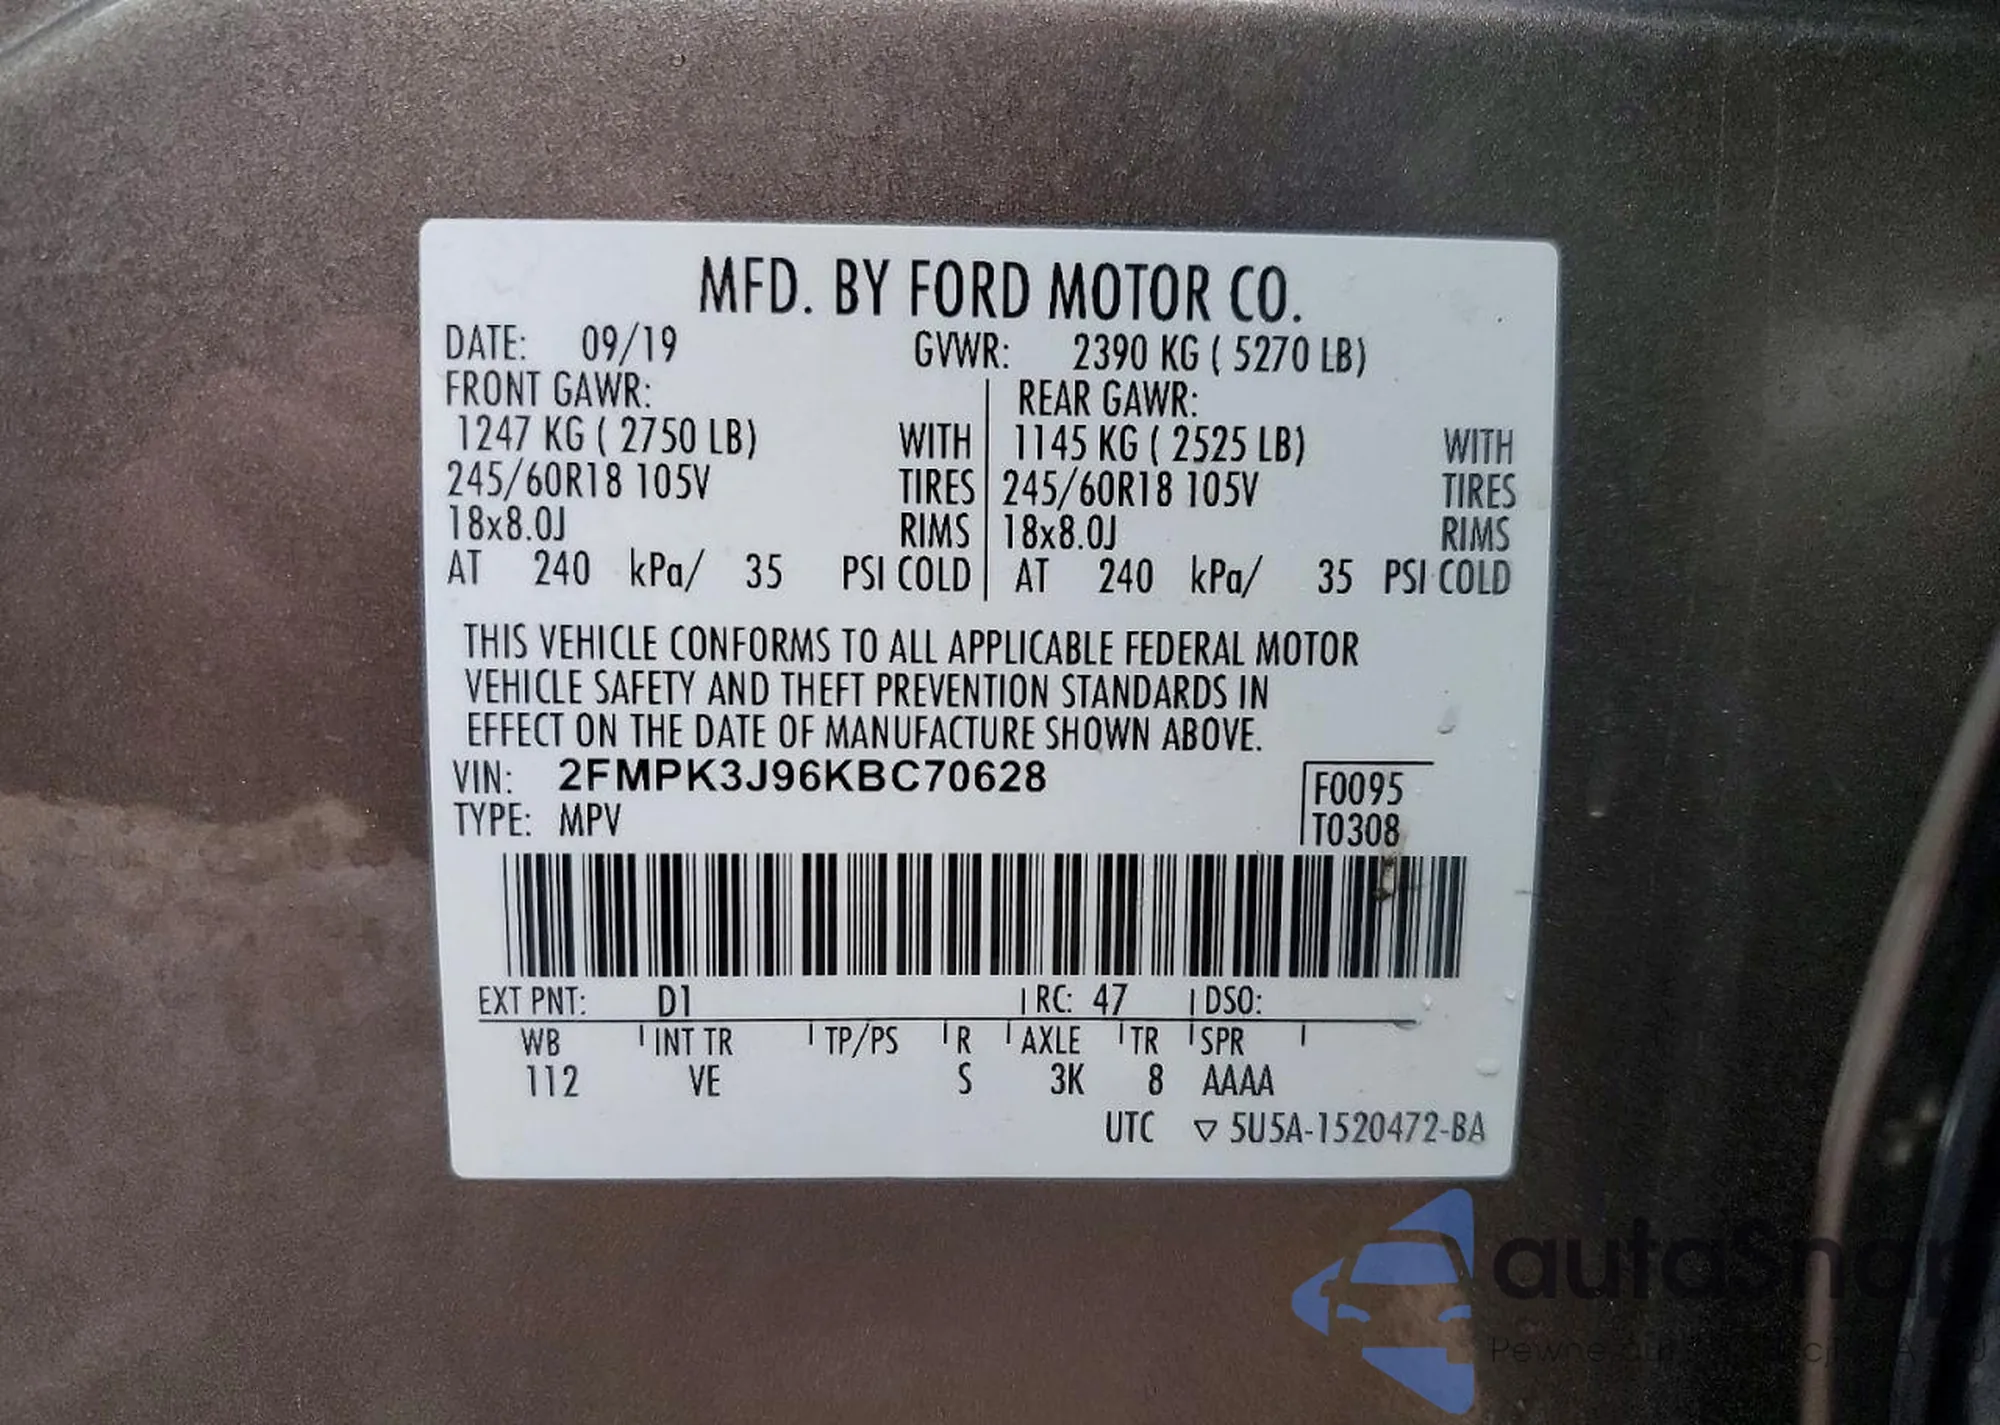 MFD. BY FORD MOTOR CO.
DATE: 09/19 GVWR: 2390 KG ( 5270 LB)
FRONT GAWR: REAR GAWR:
1247 KG ( 2750 LB) WITH 1145 KG ( 2525 LB) WITH
245/60R18 105V TIRES 245/60R18 105V TIRES
18x8.0J RIMS 18x8.0J RIMS
AT 240 kPa/ 35 PSI COLD AT 240 kPa/ 35 PSI COLD
THIS VEHICLE CONFORMS TO ALL APPLICABLE FEDERAL MOTOR
VEHICLE SAFETY AND THEFT PREVENTION STANDARDS IN
EFFECT ON THE DATE OF MANUFACTURE SHOWN ABOVE.
VIN: 2FMPK3J96KBC70628 F0095
TYPE: MPV T0308
EXT PNT: D1 RC: 47 DSO:
WB INT TR TP/PS R AXLE TR SPR
112 VE S 3K 8 AAAA
UTC ▽ 5U5A-1520472-BA
autaSnap
Pewne